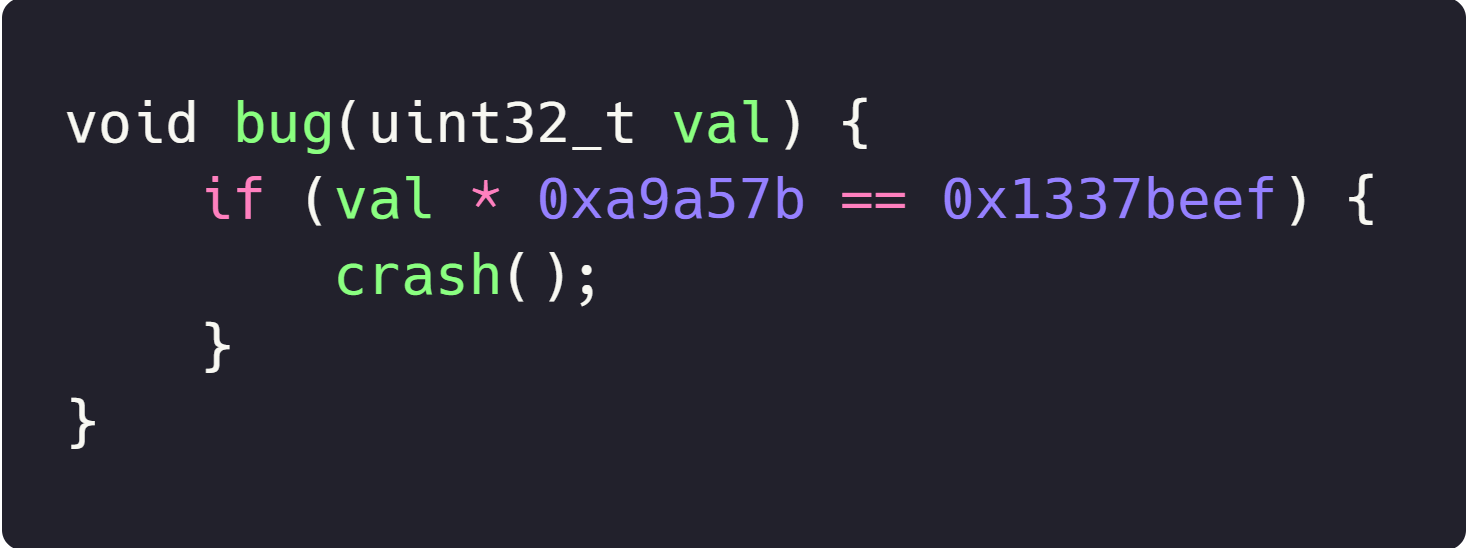 void bug(uint32_t val) {
    if (val * 0xa9a57b == 0x1337beef) {
        crash();
    }
}